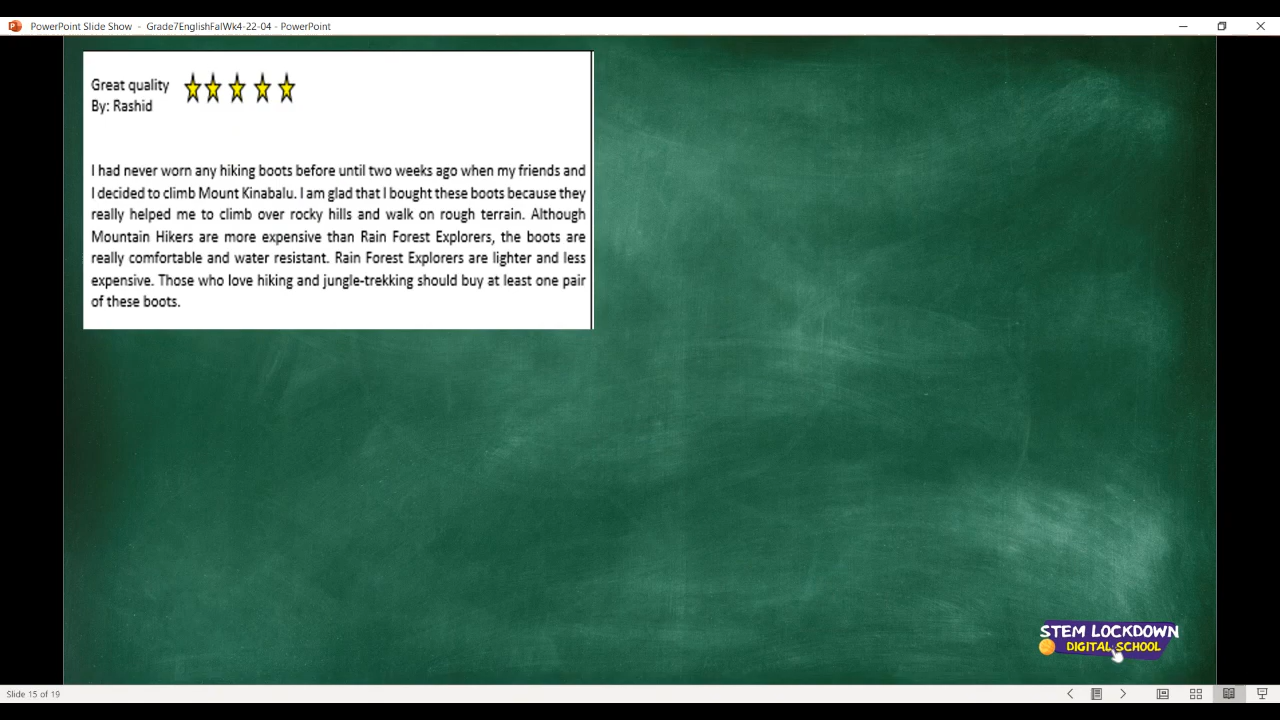 PowerPoint Slide Show - Grade7EnglishFalWk4-22-04 - PowerPoint
Great quality
By: Rashid
I had never worn any hiking boots before until two weeks ago when my friends and
I decided to climb Mount Kinabalu. I am glad that I bought these boots because they
really helped me to climb over rocky hills and walk on rough terrain. Although
Mountain Hikers are more expensive than Rain Forest Explorers, the boots are
really comfortable and water resistant. Rain Forest Explorers are lighter and less
expensive. Those who love hiking and jungle-trekking should buy at least one pair
of these boots.
STEM LOCKDOWN
DIGITAL SCHOOL
Slide 15 of 19